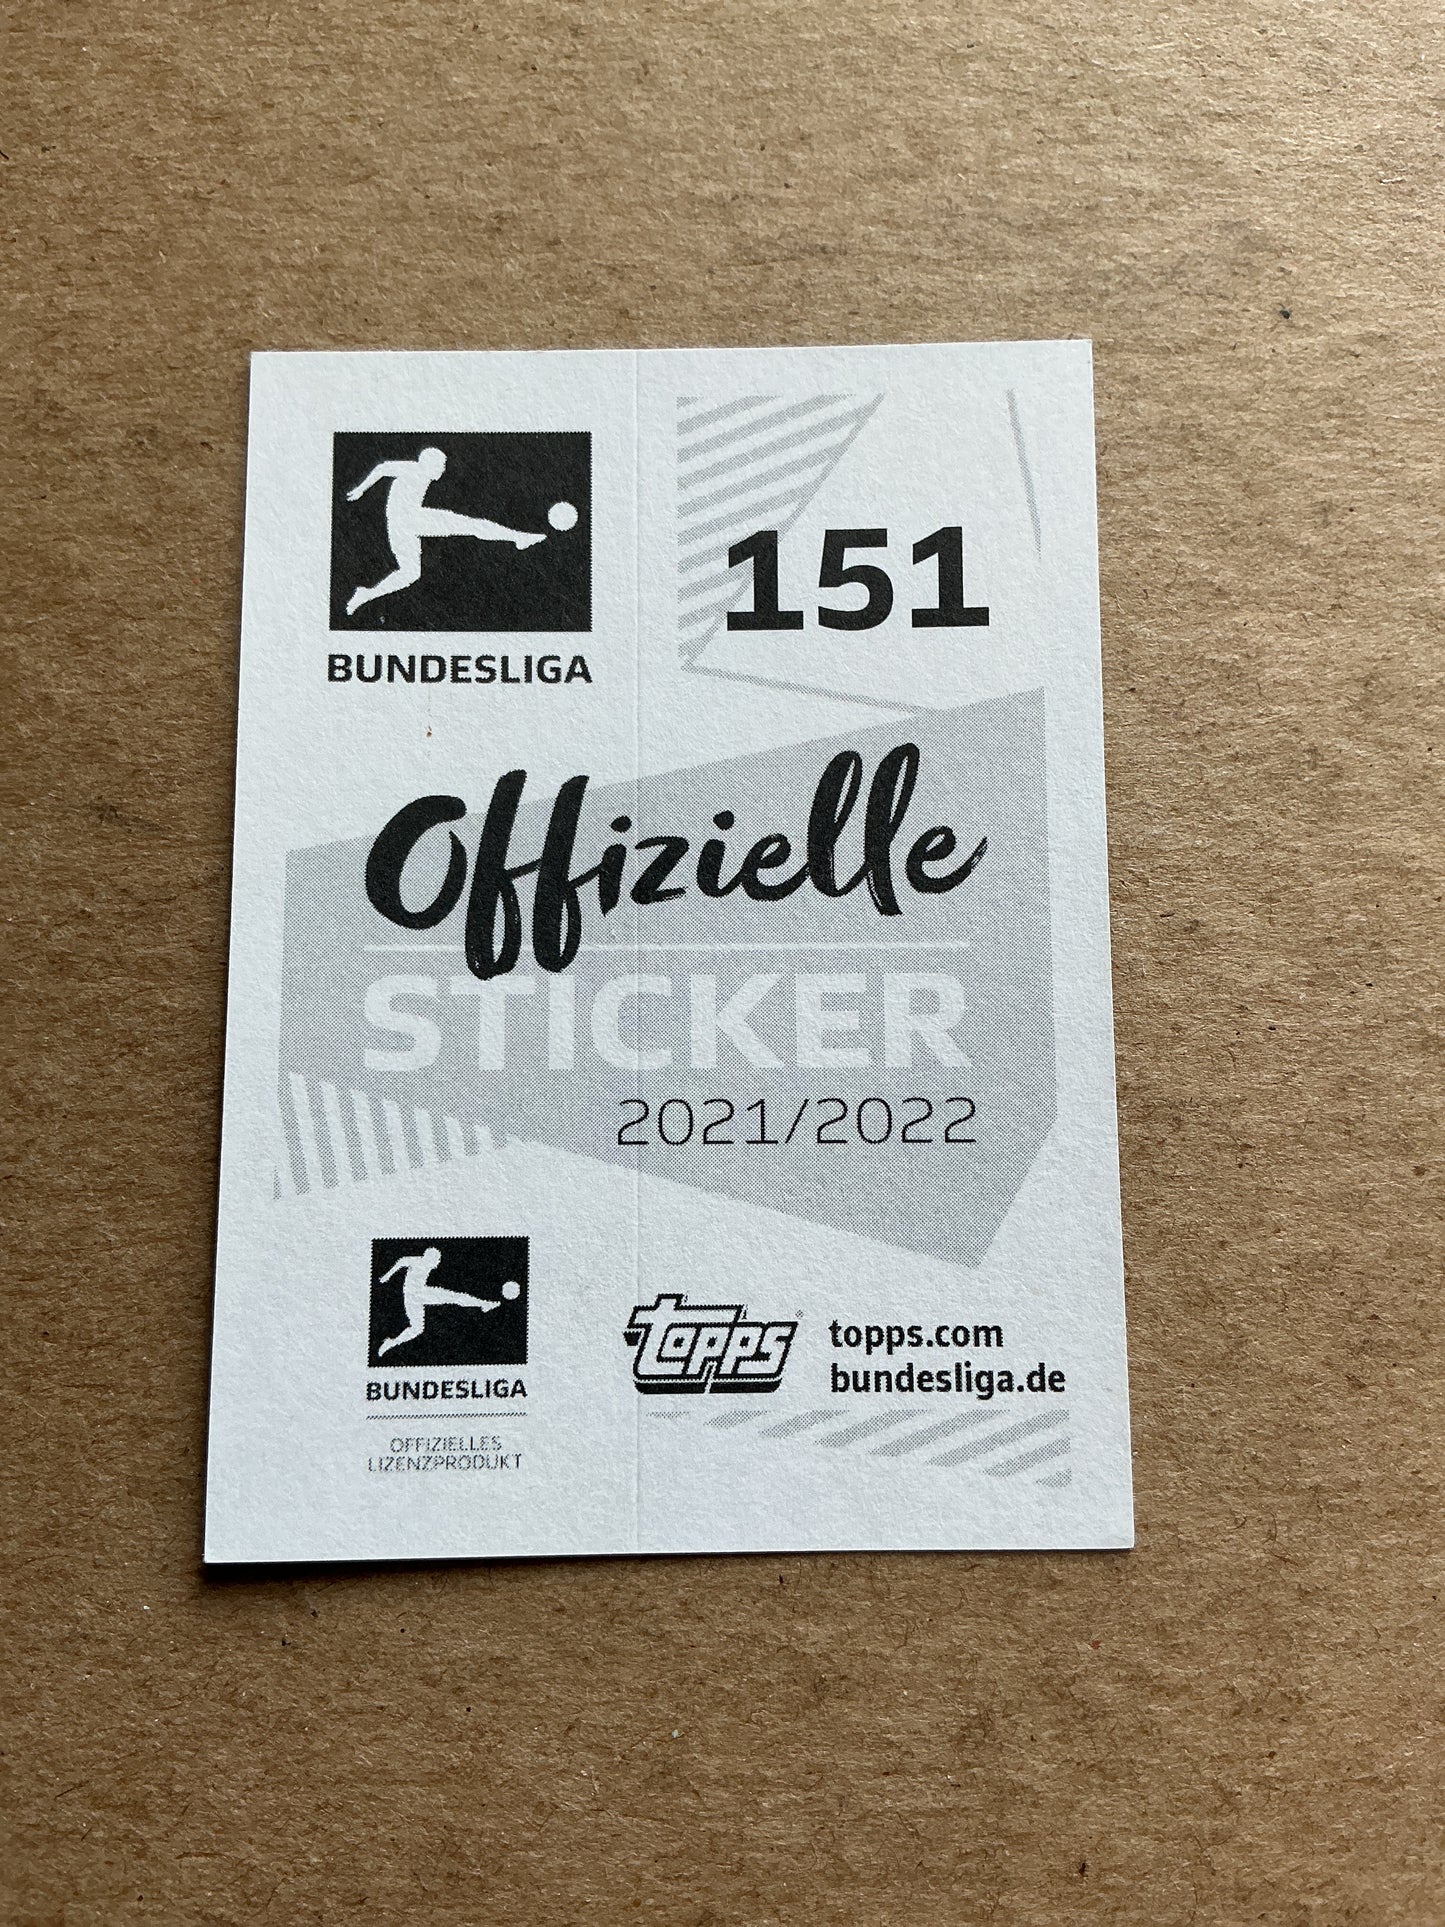 BUNDESLIGA
151
Offizielle
STICKER
2021/2022
BUNDESLIGA
OFFIZIELLES
LIZENZPRODUKT
topps
topps.com
bundesliga.de